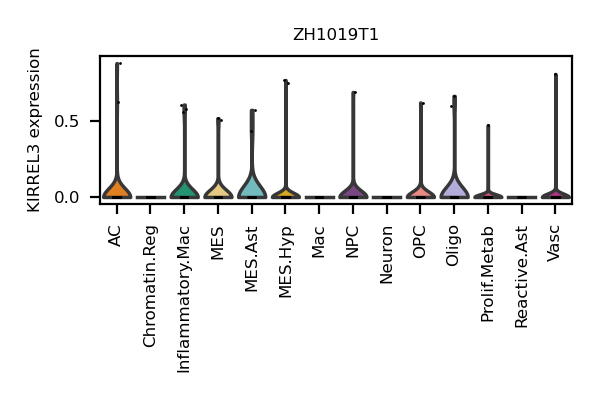 ZH1019T1
KIRREL3 expression
0.5
0.0
AC
Chromatin.Reg
Inflammatory.Mac
MES
MES.Ast
MES.Hyp
Mac
NPC
Neuron
OPC
Oligo
Prolif.Metab
Reactive.Ast
Vasc